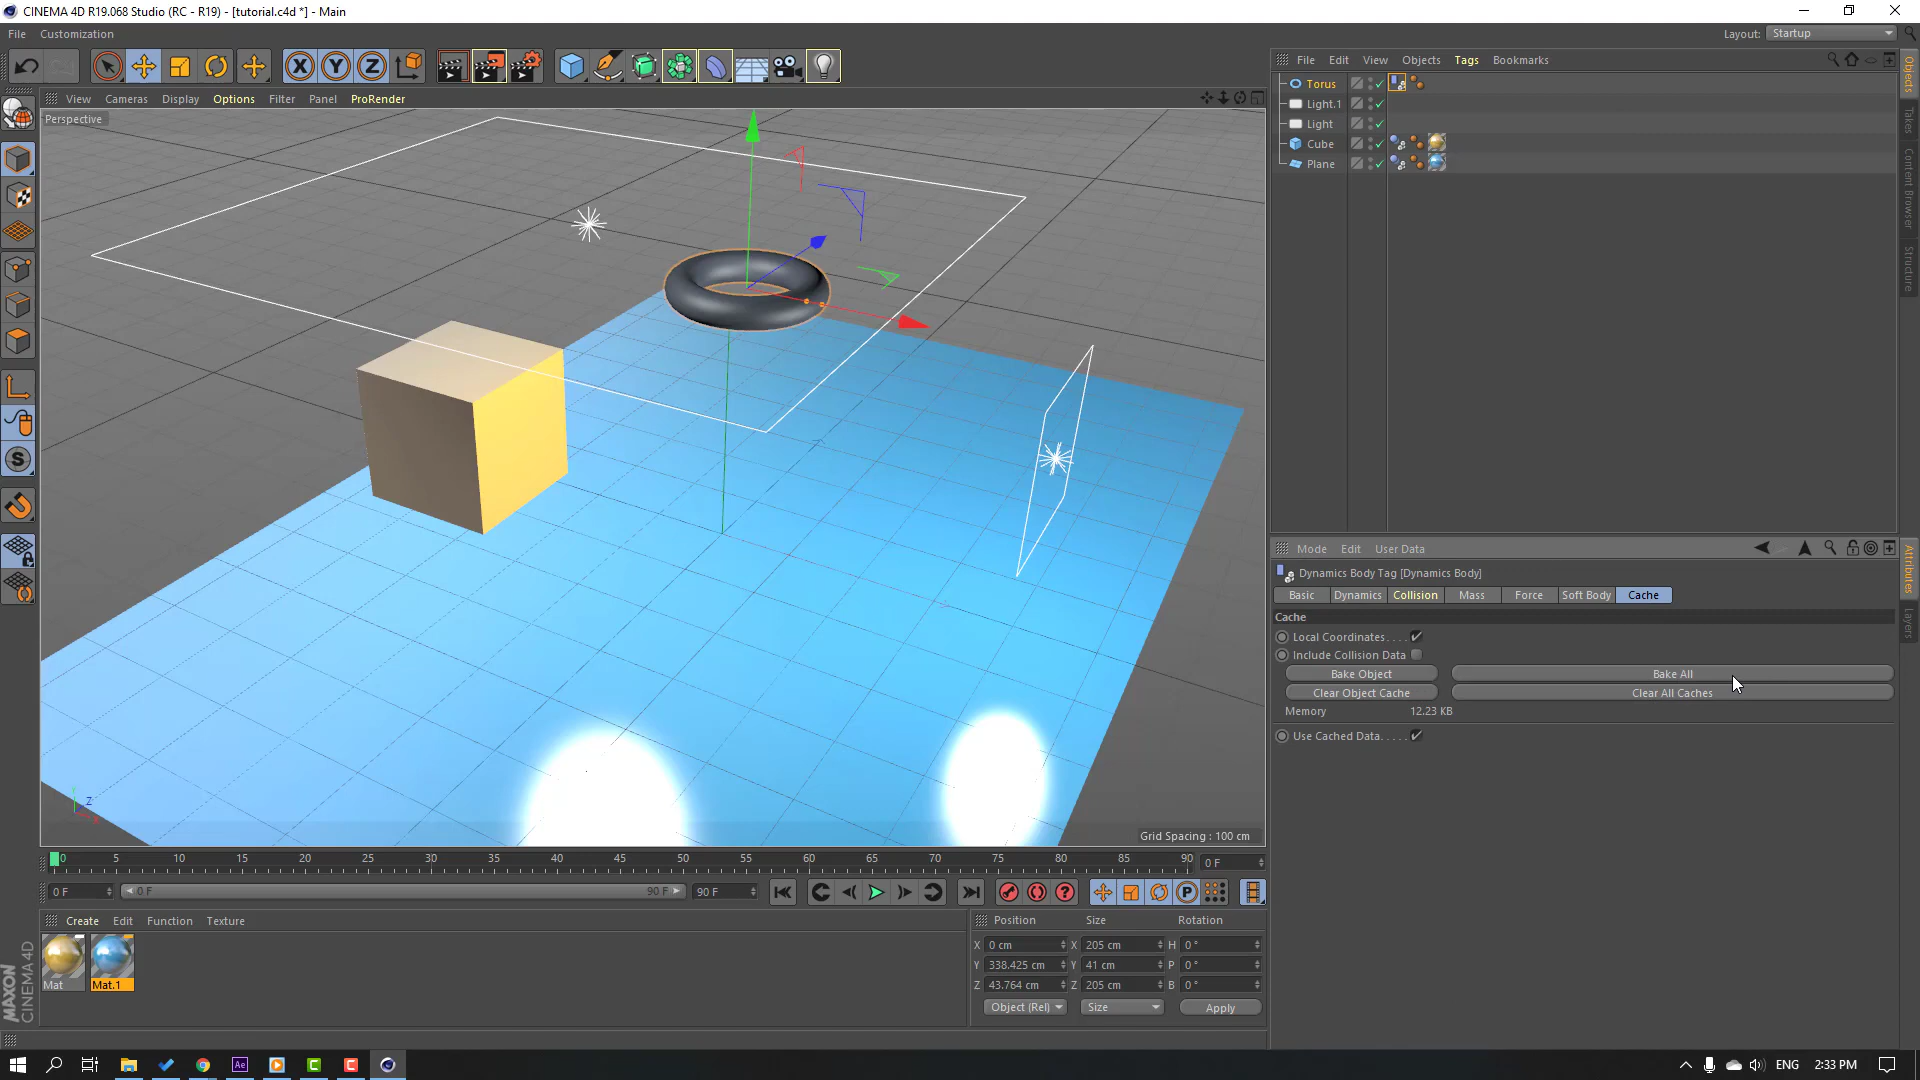 CINEMA 4D R19.068 Studio (RC - R19) - [tutorial.c4d *] - Main
File Customization Layout: Startup
File Edit View Objects Tags Bookmarks
View Cameras Display Options Filter Panel ProRender
Perspective
Torus
Light.1
Light
Cube
Plane
Objects
Takes
Content Browser
Structure
Mode Edit User Data
Dynamics Body Tag [Dynamics Body]
Basic Dynamics Collision Mass Force Soft Body Cache
Cache
Local Coordinates. . . .
Include Collision Data
Bake Object Bake All
Clear Object Cache Clear All Caches
Memory 12.23 KB
Use Cached Data. . . . .
Attributes
Layers
X Y Z
S
Z
Grid Spacing : 100 cm
0 5 10 15 20 25 30 35 40 45 50 55 60 65 70 75 80 85 90 0 F
0 F 0 F 90 F 90 F
P
Create Edit Function Texture
Mat Mat.1
Position Size Rotation
X 0 cm X 205 cm H 0 °
Y 338.425 cm Y 41 cm P 0 °
Z 43.764 cm Z 205 cm B 0 °
Object (Rel) Size Apply
MAXON
CINEMA 4D
Ae C C
ENG 2:33 PM